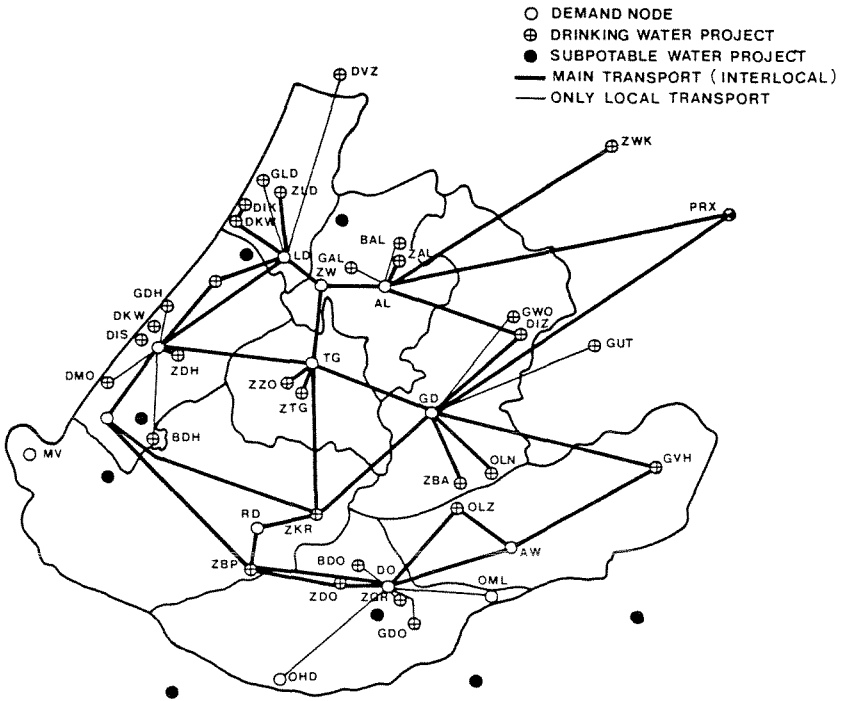 DEMAND NODE
DRINKING WATER PROJECT
SUBPOTABLE WATER PROJECT
MAIN TRANSPORT (INTERLOCAL)
ONLY LOCAL TRANSPORT
DVZ
ZWK
GLD
ZLD
DIK
DKW
PRX
BAL
LD
GAL
ZAL
ZW
AL
GDH
DKW
GWO
DIZ
DIS
GUT
ZDH
TG
DMO
ZZO
ZTG
GD
BDH
MV
OLN
GVH
ZBA
OLZ
RD
ZKR
AW
ZBP
BDO
DO
OML
ZDO
ZGR
GDO
OHD